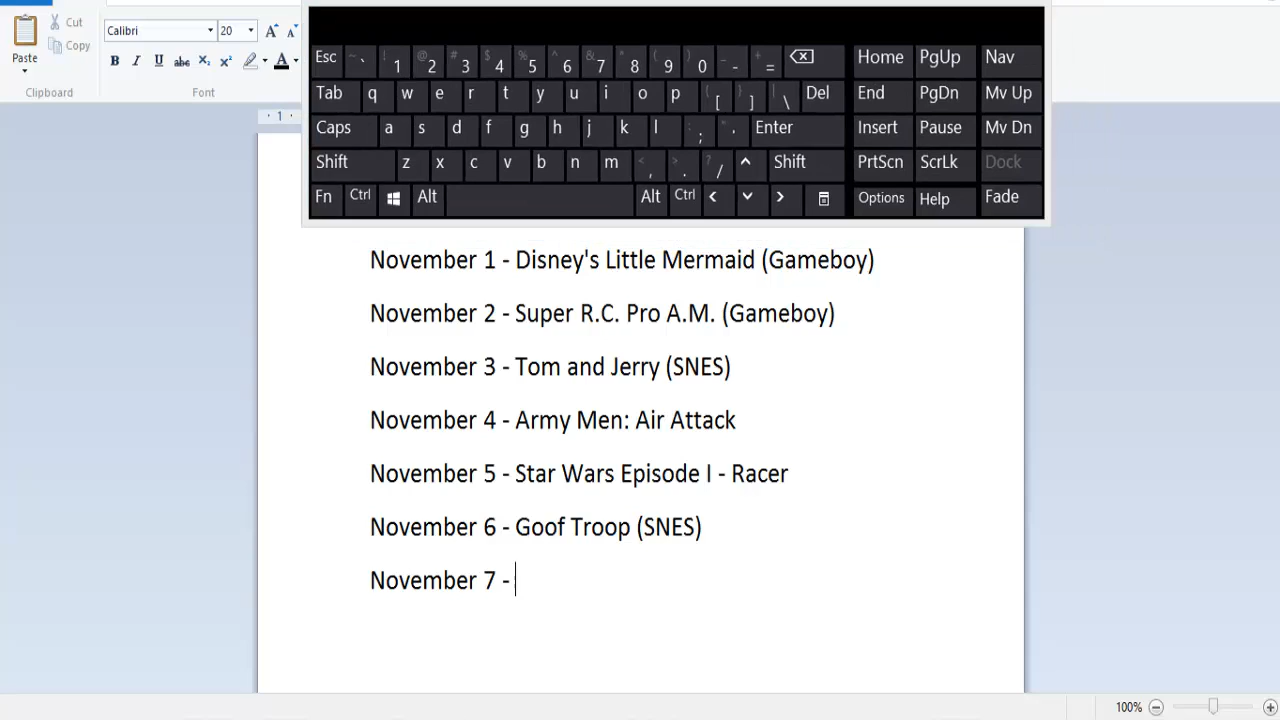 Cut
Calibri 20 A A
Copy
Paste
B I U abc X₂ X² A
Clipboard Font
1
Esc ~ ` ! 1 @ 2 # 3 $ 4 % 5 ^ 6 & 7 * 8 ( 9 ) 0 _ - + = Home PgUp Nav
Tab q w e r t y u i o p { [ } ] | \ Del End PgDn Mv Up
Caps a s d f g h j k l : ; " ' Enter Insert Pause Mv Dn
Shift z x c v b n m < , > . ? / Shift PrtScn ScrLk Dock
Fn Ctrl Alt Alt Ctrl Options Help Fade
November 1 - Disney's Little Mermaid (Gameboy)
November 2 - Super R.C. Pro A.M. (Gameboy)
November 3 - Tom and Jerry (SNES)
November 4 - Army Men: Air Attack
November 5 - Star Wars Episode I - Racer
November 6 - Goof Troop (SNES)
November 7 -
100%